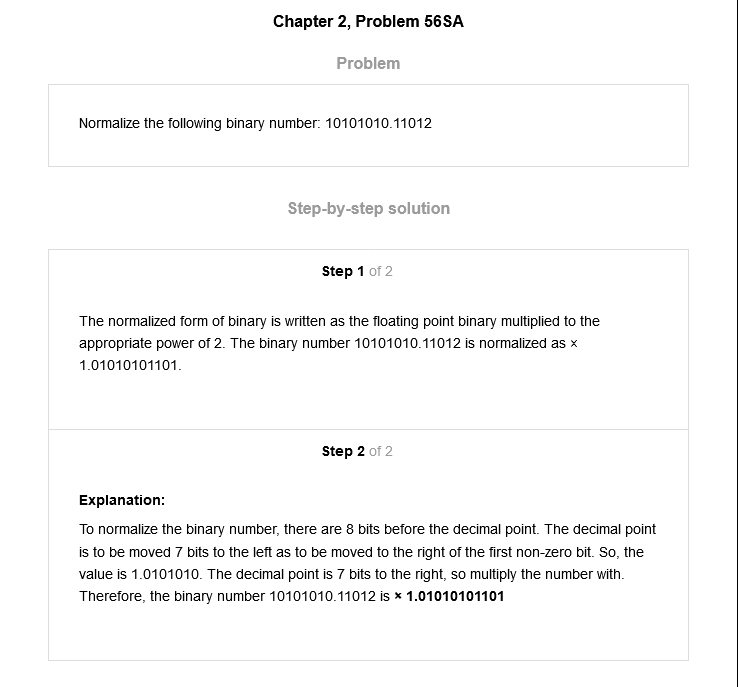 Chapter 2, Problem 56SA
Problem
Normalize the following binary number: 10101010.11012
Step-by-step solution
Step 1 of 2
The normalized form of binary is written as the floating point binary multiplied to the
appropriate power of 2. The binary number 10101010.11012 is normalized as ×
1.01010101101.
Step 2 of 2
Explanation:
To normalize the binary number, there are 8 bits before the decimal point. The decimal point
is to be moved 7 bits to the left as to be moved to the right of the first non-zero bit. So, the
value is 1.0101010. The decimal point is 7 bits to the right, so multiply the number with.
Therefore, the binary number 10101010.11012 is × 1.01010101101